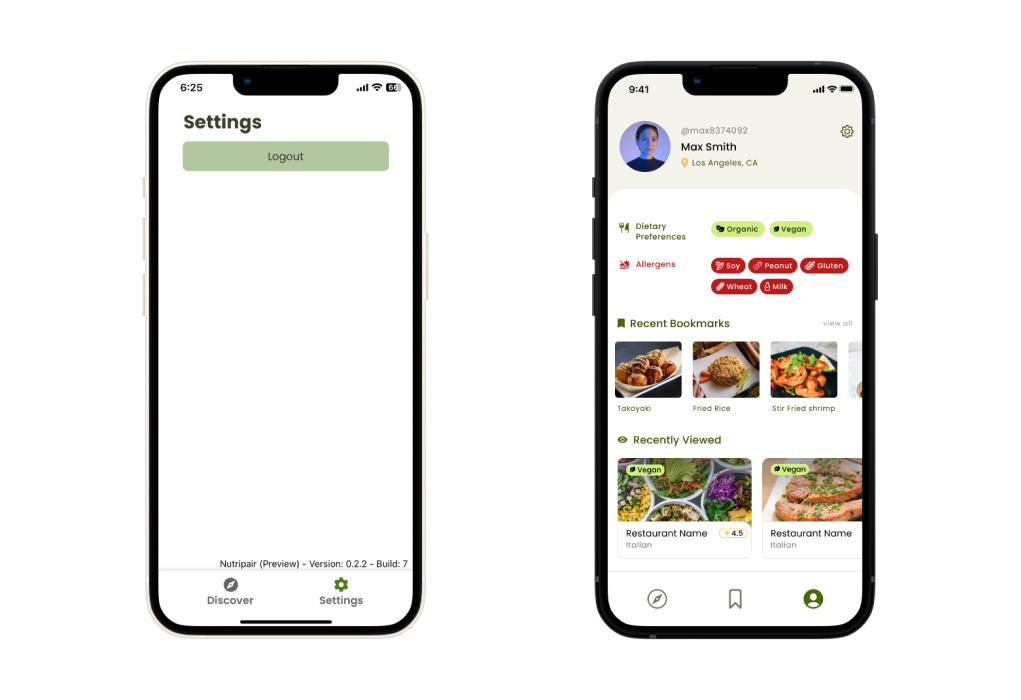 6:25
66
Settings
Logout
Nutripair (Preview) - Version: 0.2.2 - Build: 7
Discover
Settings
9:41
@max8374092
Max Smith
Los Angeles, CA
Dietary
Preferences
Organic
Vegan
Allergens
Soy
Peanut
Gluten
Wheat
Milk
Recent Bookmarks
view all
Takoyaki
Fried Rice
Stir Fried shrimp
Recently Viewed
Vegan
Vegan
Restaurant Name
4.5
Italian
Restaurant Name
Italian